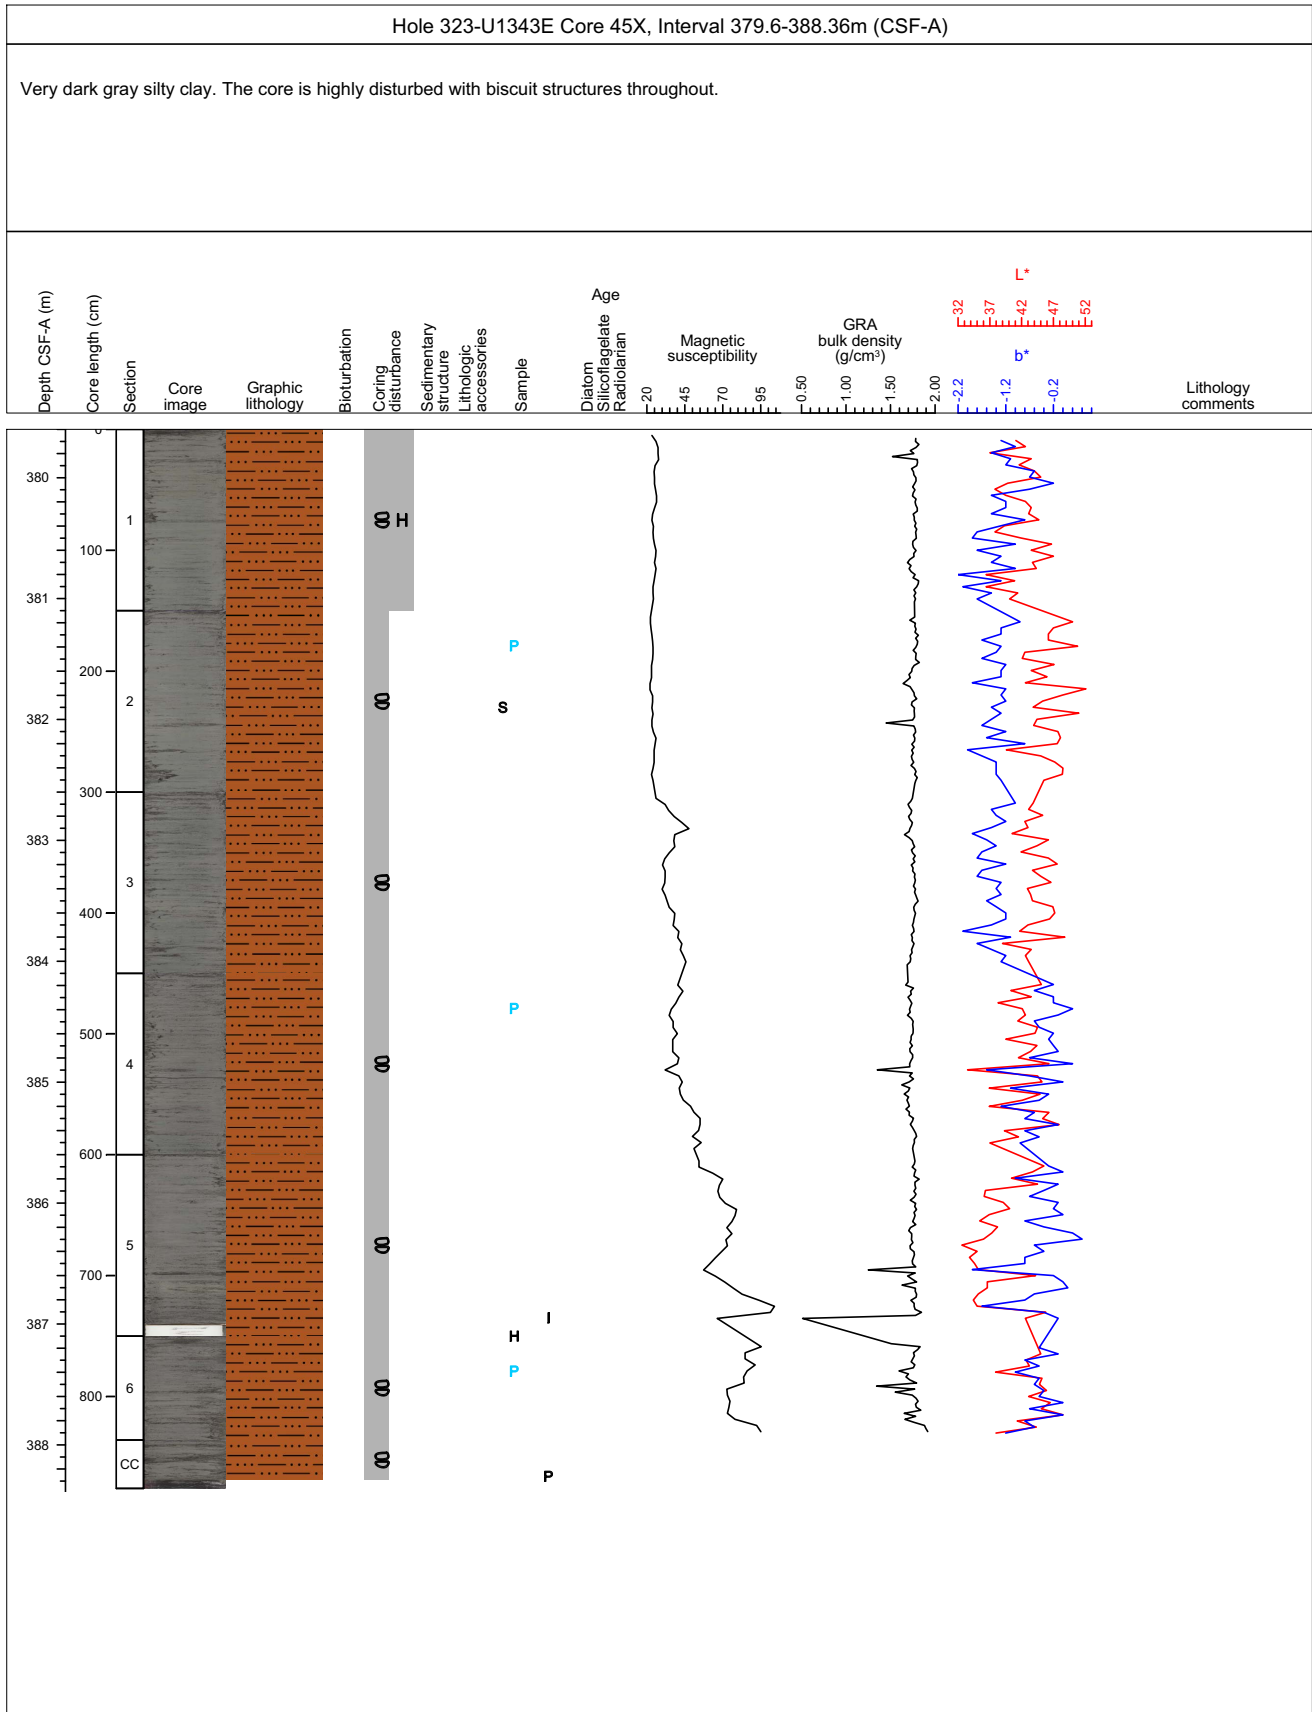 Hole 323-U1343E Core 45X, Interval 379.6-388.36m (CSF-A)
Very dark gray silty clay. The core is highly disturbed with biscuit structures throughout.
Depth CSF-A (m)
Core length (cm)
Section
Core
image
Graphic
lithology
Bioturbation
Coring
disturbance
Sedimentary
structure
Lithologic
accessories
Sample
Age
Diatom
Silicoflagelate
Radiolarian
Magnetic
susceptibility
20 45 70 95
GRA
bulk density
(g/cm³)
0.50 1.00 1.50 2.00
L*
32 37 42 47 52
b*
-2.2 -1.2 -0.2
Lithology
comments
0
380
1
H
100
381
P
200
2
S
382
300
383
3
400
384
P
500
4
385
600
386
5
700
I
387
H
P
6
800
388
CC
P